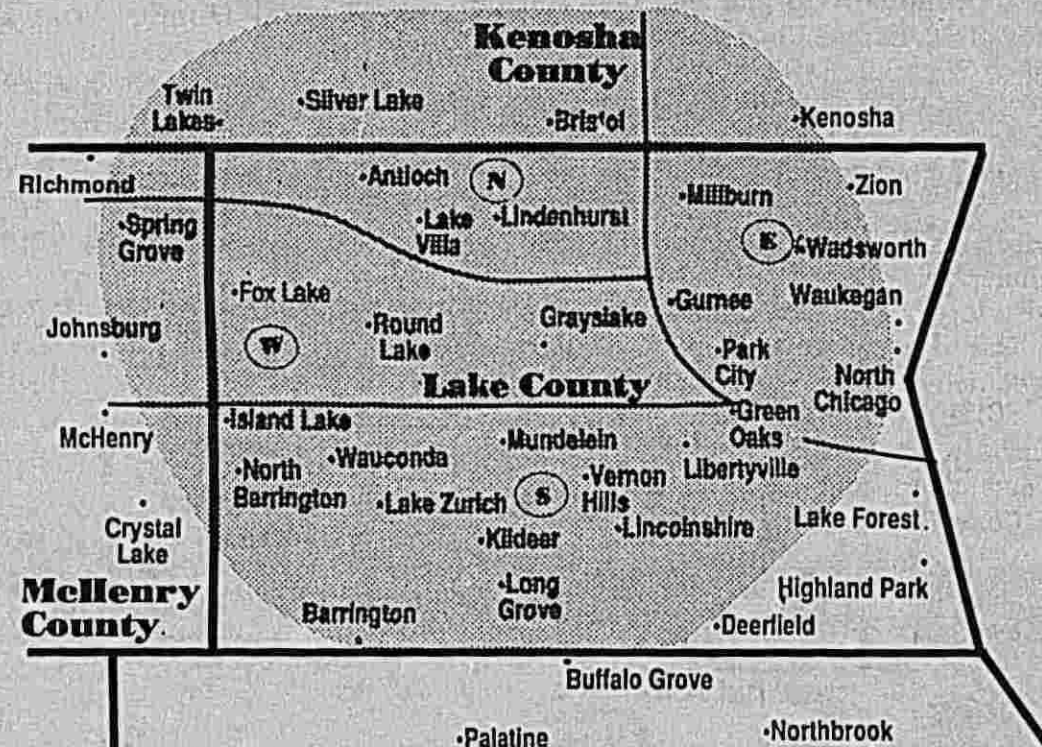 Kenosha
County
Twin
Lakes
Silver Lake
Bristol
Kenosha
Richmond
Antioch
N
Millburn
Zion
Spring
Grove
Lake
Villa
Lindenhurst
E
Wadsworth
Fox Lake
Gurnee
Waukegan
Johnsburg
W
Round
Lake
Grayslake
Park
City
North
Chicago
Lake County
McHenry
Island Lake
Green
Oaks
Mundelein
Libertyville
North
Barrington
Wauconda
Vernon
Hills
Lake Zurich
S
Lincolnshire
Lake Forest
Crystal
Lake
Kildeer
McHenry
County
Long
Grove
Highland Park
Barrington
Deerfield
Buffalo Grove
Palatine
Northbrook